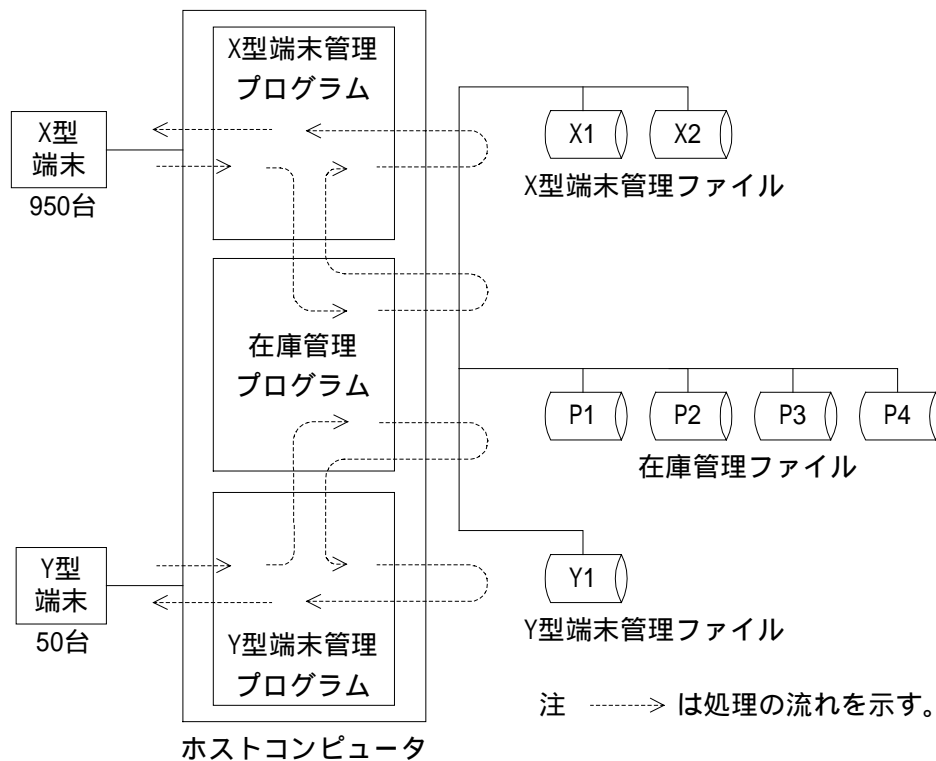 X型端末管理
プログラム
X型
端末
950台
X1
X2
X型端末管理ファイル
在庫管理
プログラム
P1
P2
P3
P4
在庫管理ファイル
Y型
端末
50台
Y1
Y型端末管理ファイル
Y型端末管理
プログラム
注 は処理の流れを示す。
ホストコンピュータ